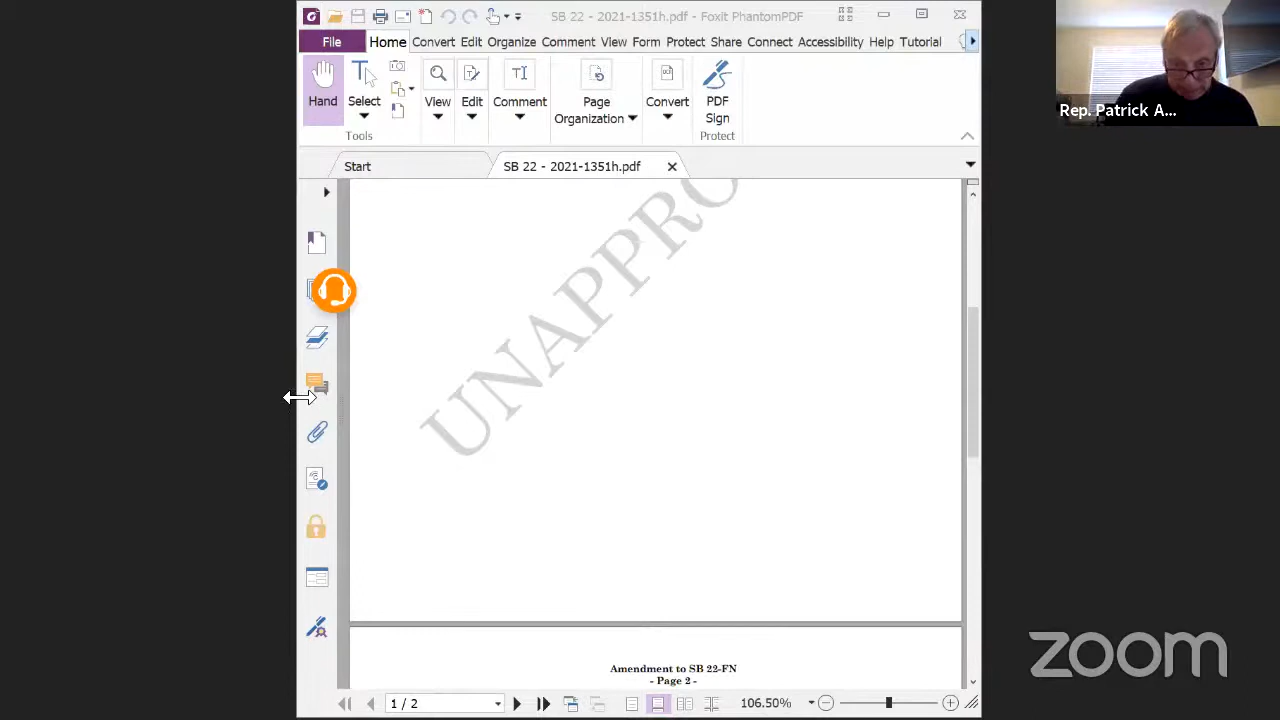 SB 22 - 2021-1351h.pdf - Foxit PhantomPDF
File Home Convert Edit Organize Comment View Form Protect Share Connect Accessibility Help Tutorial
Hand Select View Edit Comment Page Organization Convert PDF Sign
Tools Protect
Start SB 22 - 2021-1351h.pdf
UNAPPRO
Amendment to SB 22-FN
- Page 2 -
1 / 2 106.50%
Rep. Patrick A...
zoom